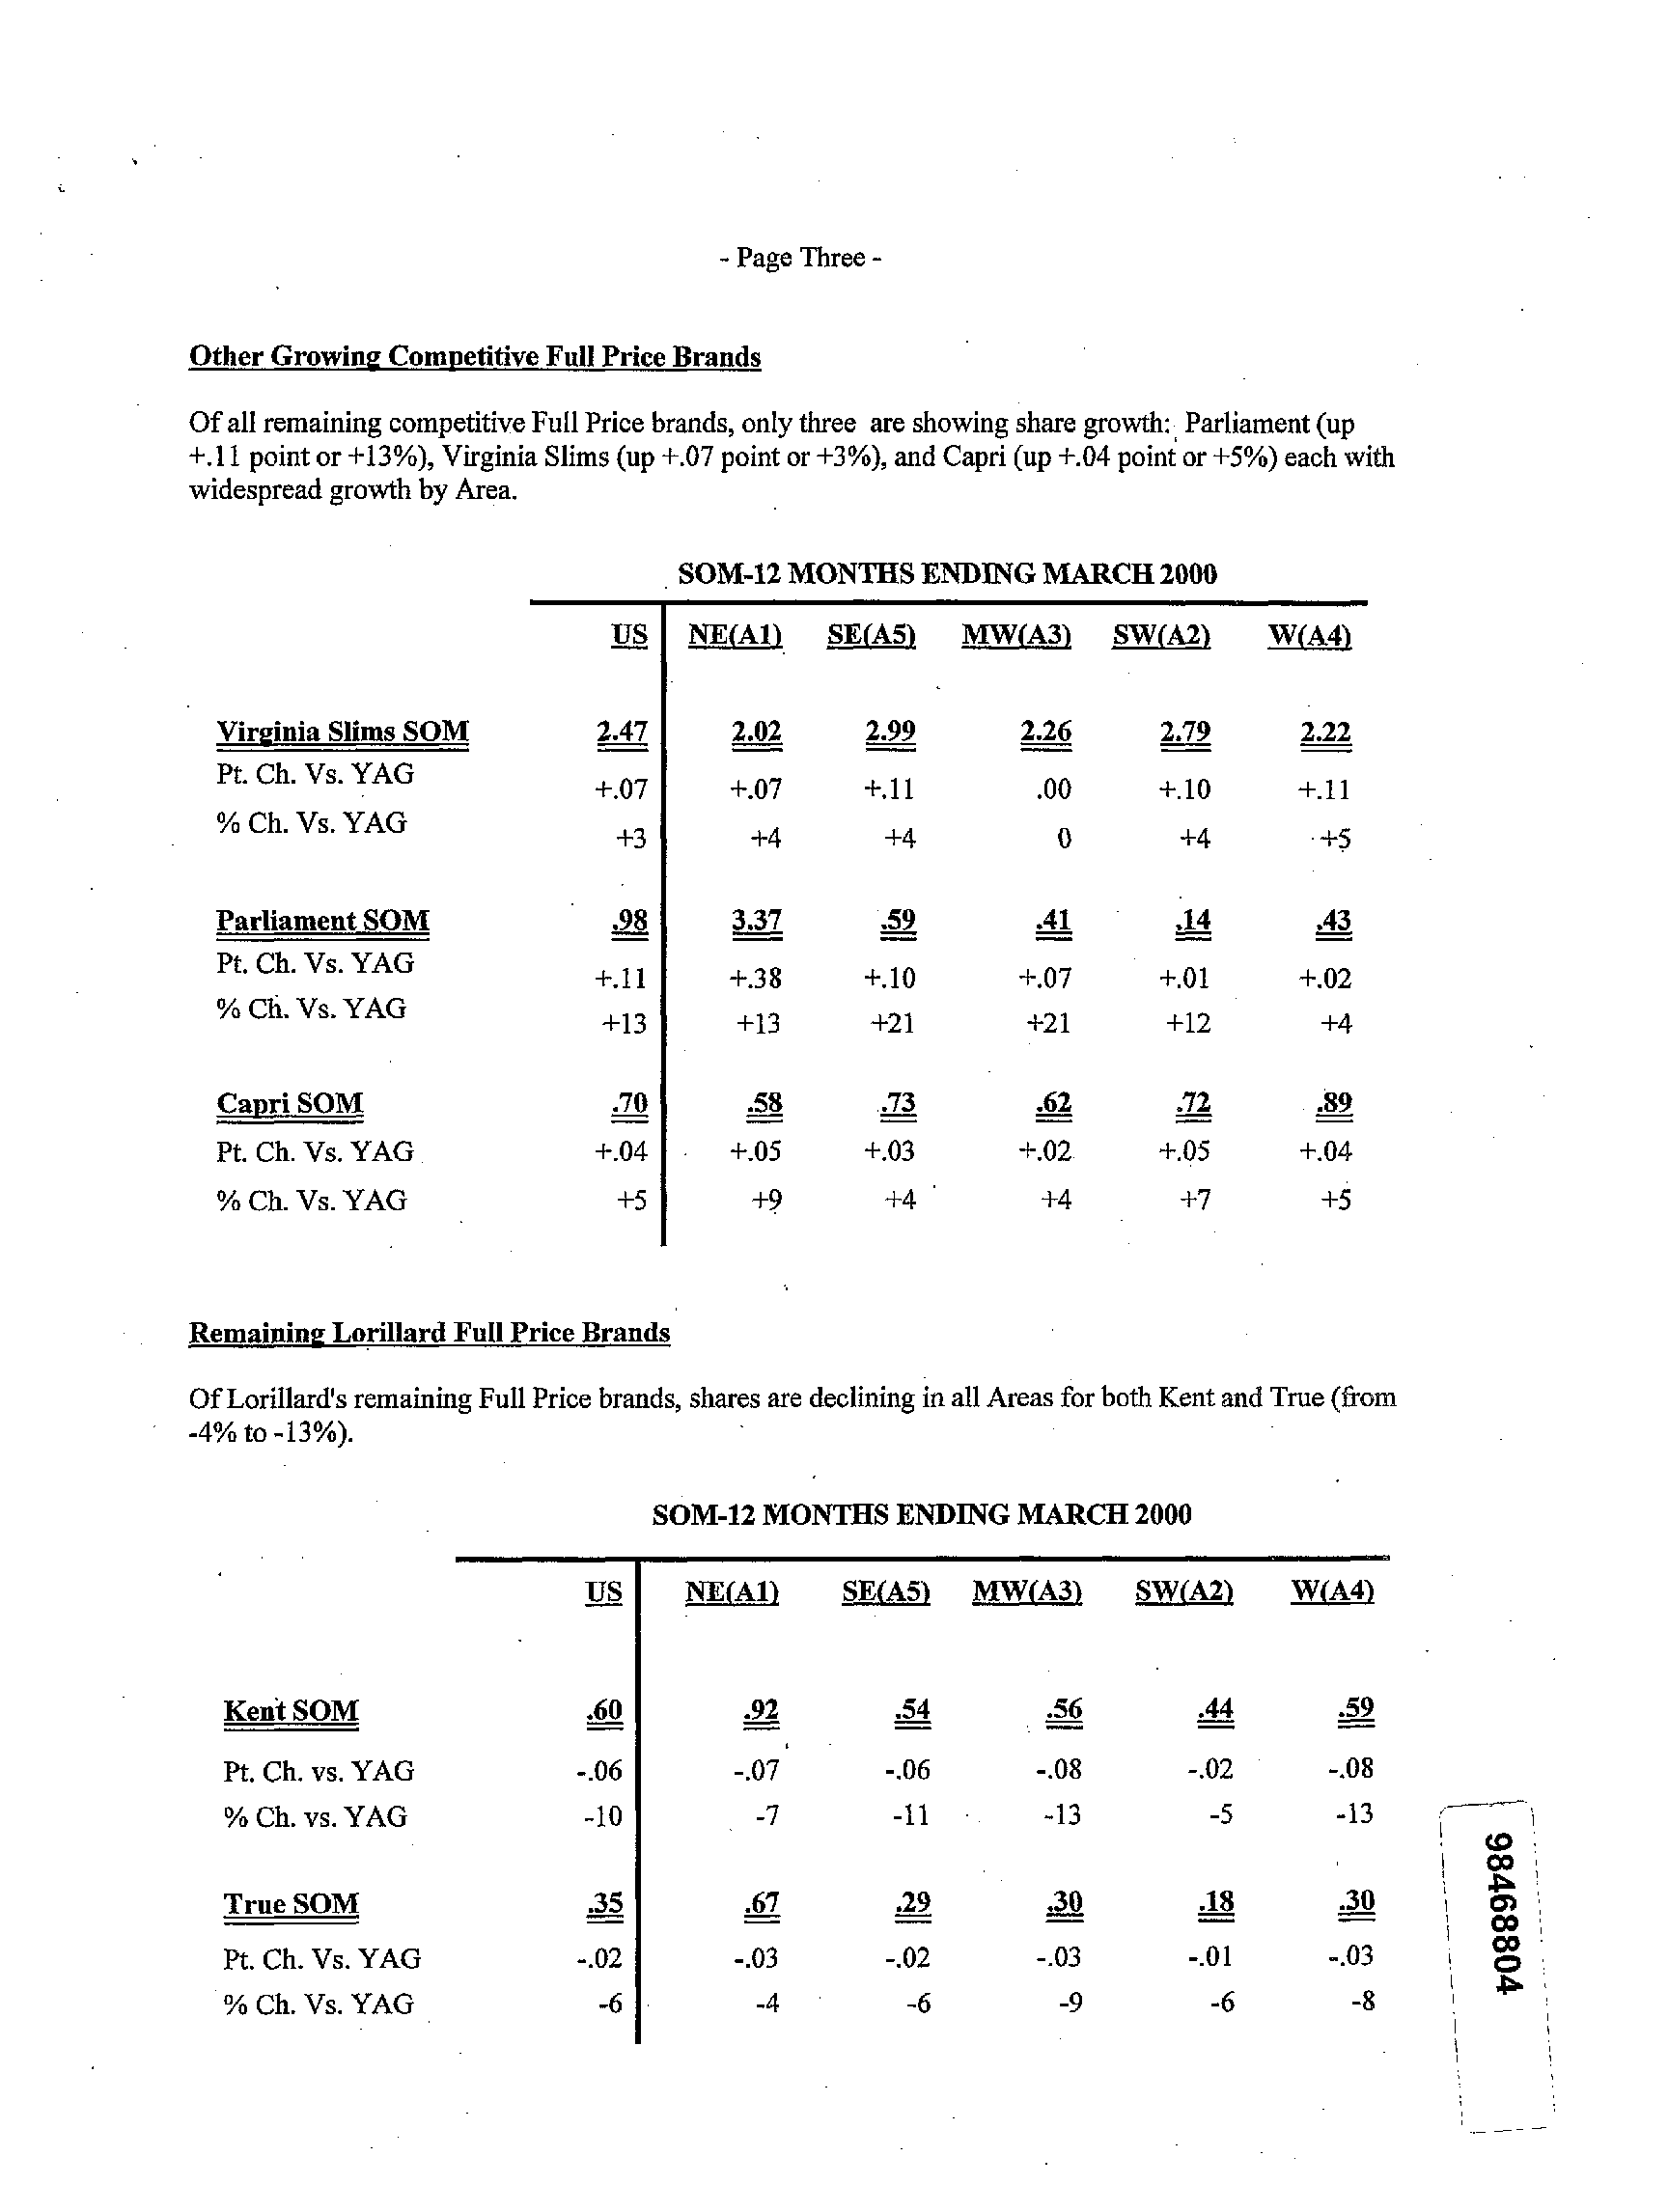 - Page Three -
Other Growing Competitive Full Price Brands
Of all remaining competitive Full Price brands, only three are showing share growth: Parliament (up
+.11 point or +13%), Virginia Slims (up +.07 point or +3%), and Capri (up +.04 point or +5%) each with
widespread growth by Area.
SOM-12 MONTHS ENDING MARCH 2000
US NE(A1) SE(A5) MW(A3) SW(A2) W(A4)
Virginia Slims SOM 2.47 2.02 2.99 2.26 2.79 2.22
Pt. Ch. Vs. YAG +.07 +.07 +.11 .00 +.10 +.11
% Ch. Vs. YAG +3 +4 +4 0 +4 +5
Parliament SOM .98 3.37 .59 .41 .14 .43
Pt. Ch. Vs. YAG +.11 +.38 +.10 +.07 +.01 +.02
% Ch. Vs. YAG +13 +13 +21 +21 +12 +4
Capri SOM .70 .58 .73 .62 .72 .89
Pt. Ch. Vs. YAG +.04 +.05 +.03 +.02 +.05 +.04
% Ch. Vs. YAG +5 +9 +4 +4 +7 +5
Remaining Lorillard Full Price Brands
Of Lorillard's remaining Full Price brands, shares are declining in all Areas for both Kent and True (from
-4% to -13%).
SOM-12 MONTHS ENDING MARCH 2000
US NE(A1) SE(A5) MW(A3) SW(A2) W(A4)
Kent SOM .60 .92 .54 .56 .44 .59
Pt. Ch. vs. YAG -.06 -.07 -.06 -.08 -.02 -.08
% Ch. vs. YAG -10 -7 -11 -13 -5 -13
True SOM .35 .67 .29 .30 .18 .30
Pt. Ch. Vs. YAG -.02 -.03 -.02 -.03 -.01 -.03
% Ch. Vs. YAG -6 -4 -6 -9 -6 -8
98468804